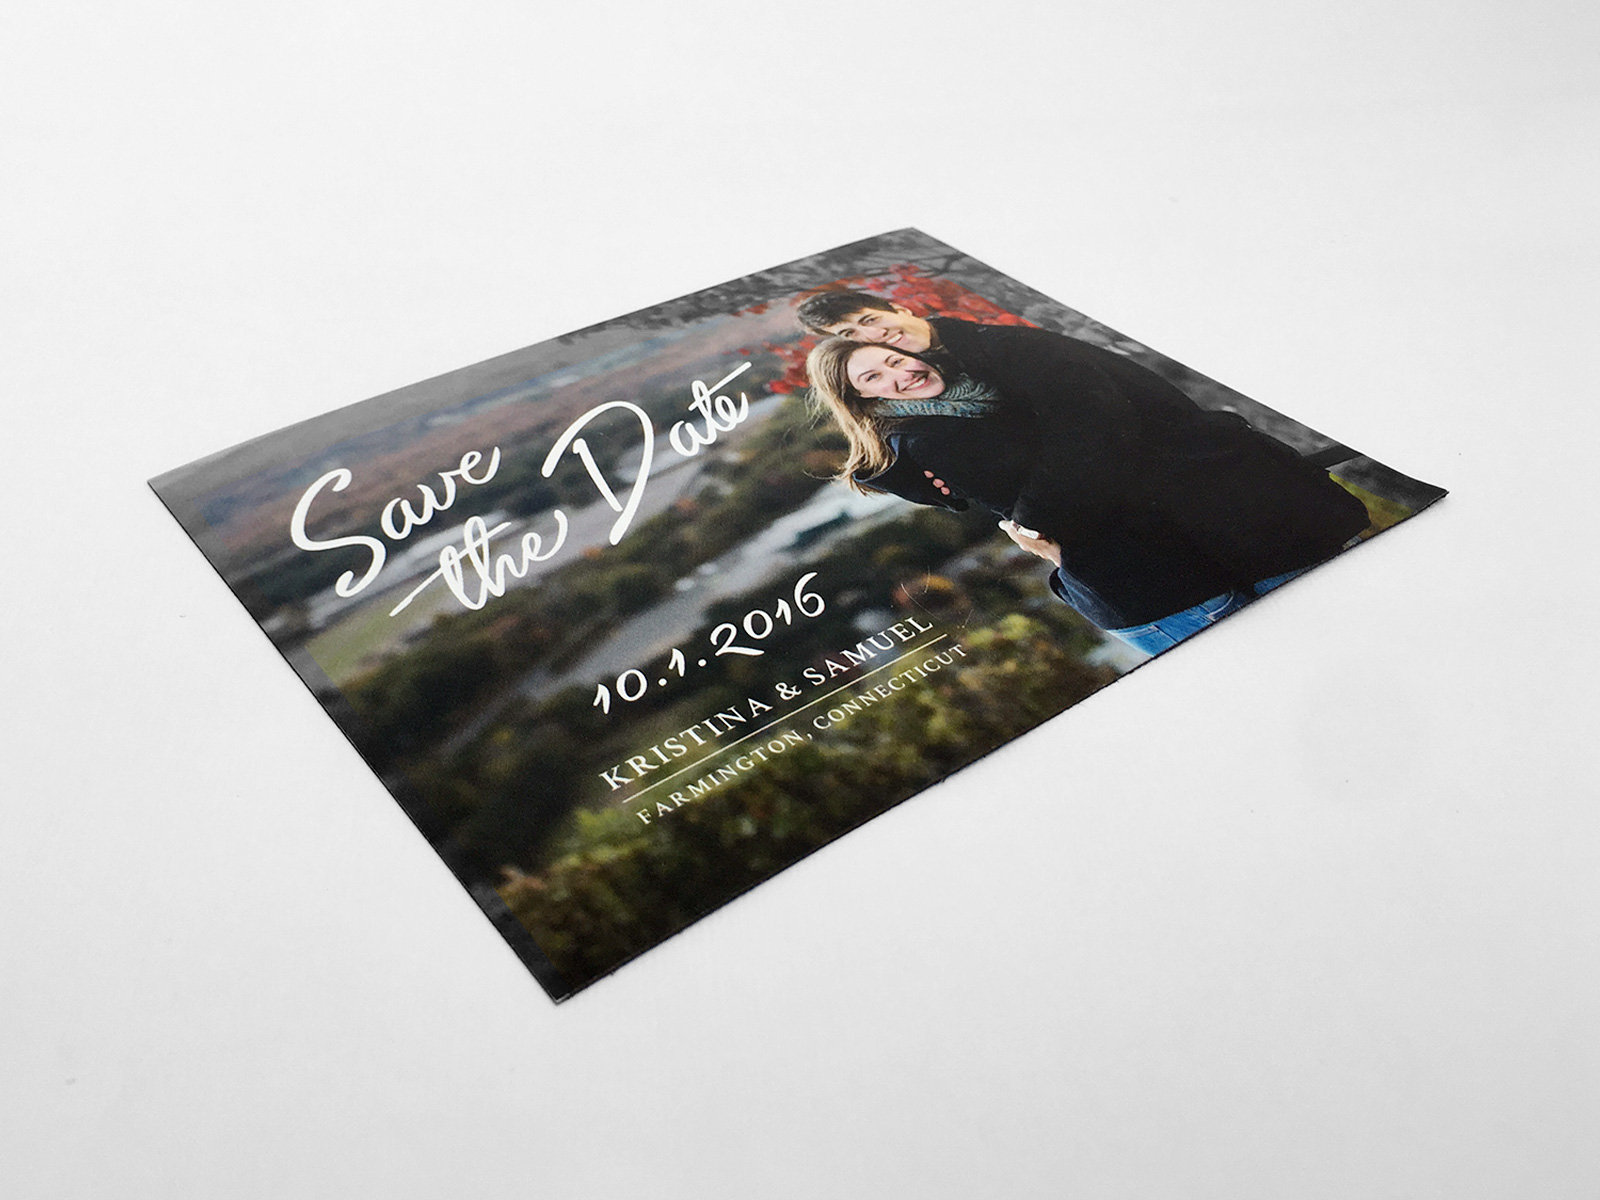 Save
the Date
10.1.2016
KRISTINA & SAMUEL
FARMINGTON, CONNECTICUT